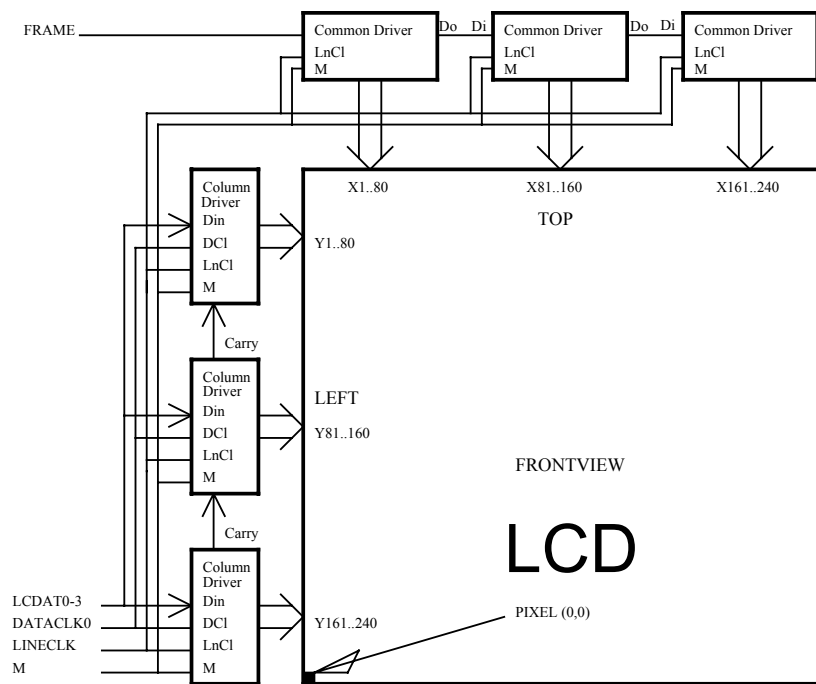 FRAME
Common Driver
LnCl
M
Do
Di
Common Driver
LnCl
M
Do
Di
Common Driver
LnCl
M
X1..80
X81..160
X161..240
TOP
Column
Driver
Din
DCl
LnCl
M
Y1..80
Carry
Column
Driver
Din
DCl
LnCl
M
LEFT
Y81..160
FRONTVIEW
LCD
Carry
Column
Driver
Din
DCl
LnCl
M
LCDAT0-3
DATACLK0
LINECLK
M
Y161..240
PIXEL (0,0)